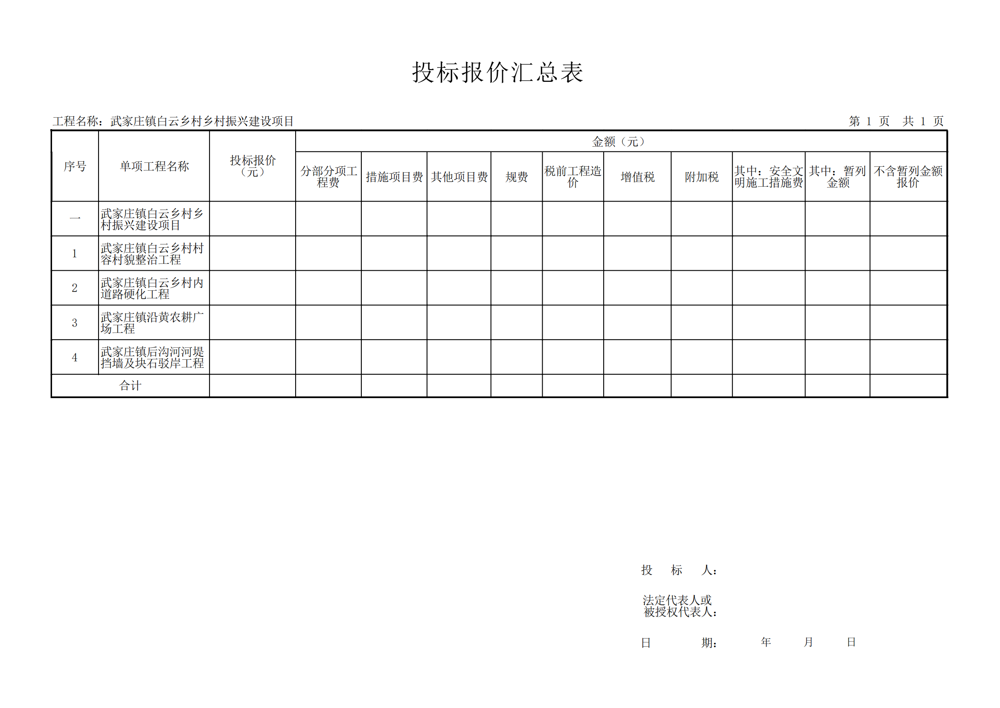 投标报价汇总表
工程名称：武家庄镇白云乡村乡村振兴建设项目
第 1 页 共 1 页
序号
单项工程名称
投标报价
（元）
金额（元）
分部分项工
程费
措施项目费
其他项目费
规费
税前工程造
价
增值税
附加税
其中：安全文
明施工措施费
其中：暂列
金额
不含暂列金额
报价
一
武家庄镇白云乡村乡
村振兴建设项目
1
武家庄镇白云乡村村
容村貌整治工程
2
武家庄镇白云乡村内
道路硬化工程
3
武家庄镇沿黄农耕广
场工程
4
武家庄镇后沟河河堤
挡墙及块石驳岸工程
合计
投 标 人：
法定代表人或
被授权代表人：
日 期： 年 月 日